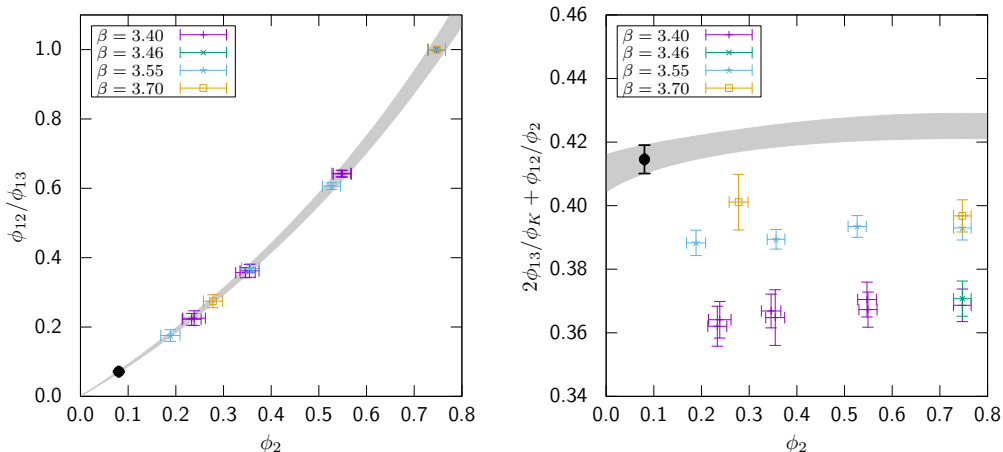 1.0
0.8
0.6
0.4
0.2
0.0
0.0 0.1 0.2 0.3 0.4 0.5 0.6 0.7 0.8
ϕ₁₂/ϕ₁₃
ϕ₂
β = 3.40
β = 3.46
β = 3.55
β = 3.70
0.46
0.44
0.42
0.40
0.38
0.36
0.34
0.0 0.1 0.2 0.3 0.4 0.5 0.6 0.7 0.8
2ϕ₁₃/ϕ_K + ϕ₁₂/ϕ₂
ϕ₂
β = 3.40
β = 3.46
β = 3.55
β = 3.70